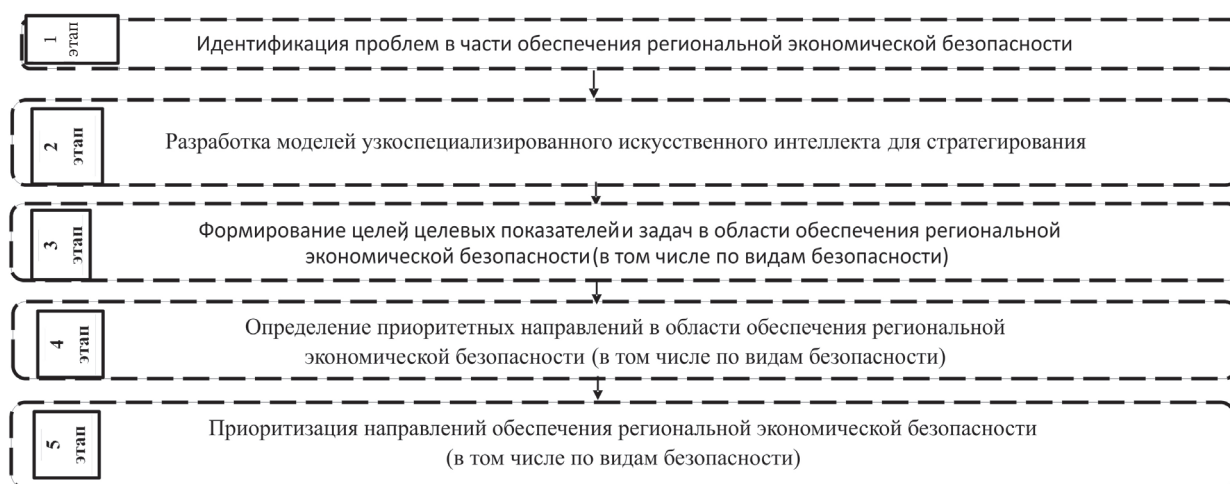 1
этап
Идентификация проблем в части обеспечения региональной экономической безопасности
2
этап
Разработка моделей узкоспециализированного искусственного интеллекта для стратегирования
3
этап
Формирование целей, целевых показателей и задач в области обеспечения региональной
экономической безопасности (в том числе по видам безопасности)
4
этап
Определение приоритетных направлений в области обеспечения региональной
экономической безопасности (в том числе по видам безопасности)
5
этап
Приоритизация направлений обеспечения региональной экономической безопасности
(в том числе по видам безопасности)